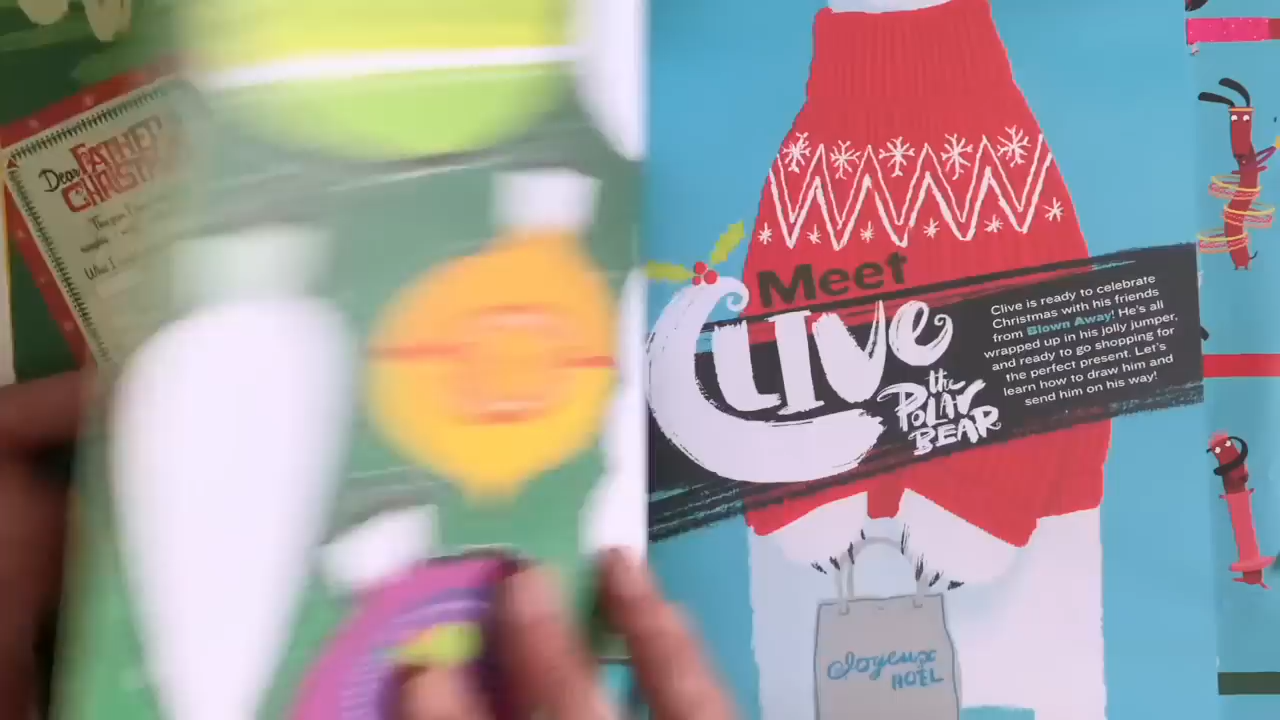 Dear
FATHER
CHRISTMAS
Meet
CLIVE
the
POLAR
BEAR
Clive is ready to celebrate
Christmas with his friends
from Blown Away! He's all
wrapped up in his jolly jumper,
and ready to go shopping for
the perfect present. Let's
learn how to draw him and
send him on his way!
Joyeux
NOËL